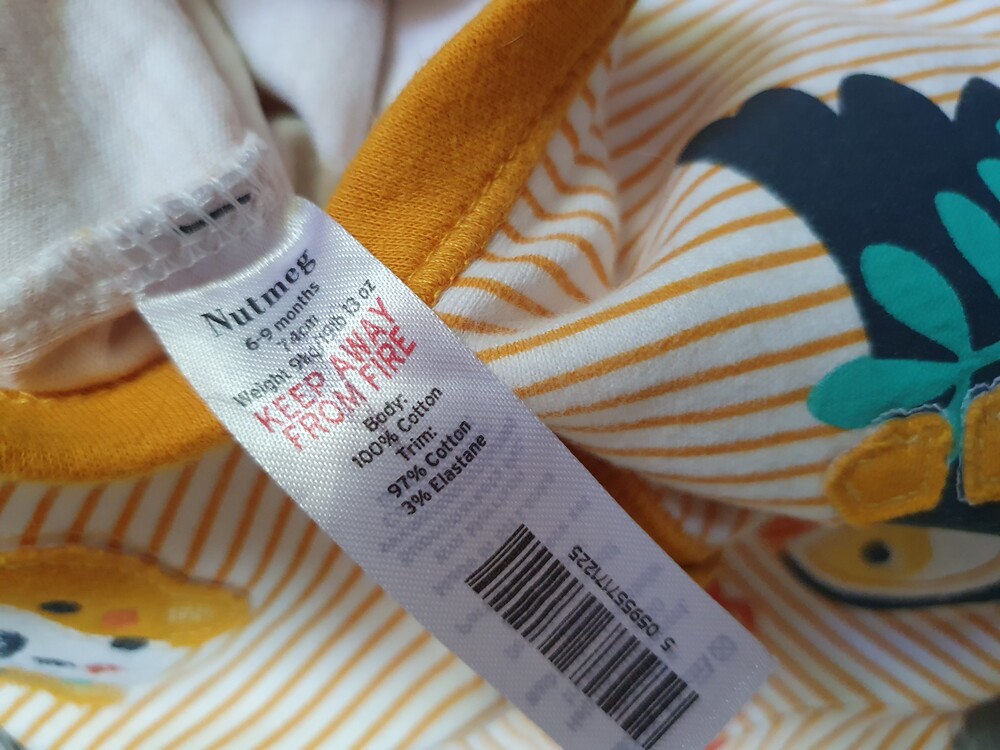 Nutmeg
6-9 months
74cm
Weight: 9kg/19lb 13 oz
KEEP AWAY
FROM FIRE
Body:
100% Cotton
Trim:
97% Cotton
3% Elastane
5 059557 171225